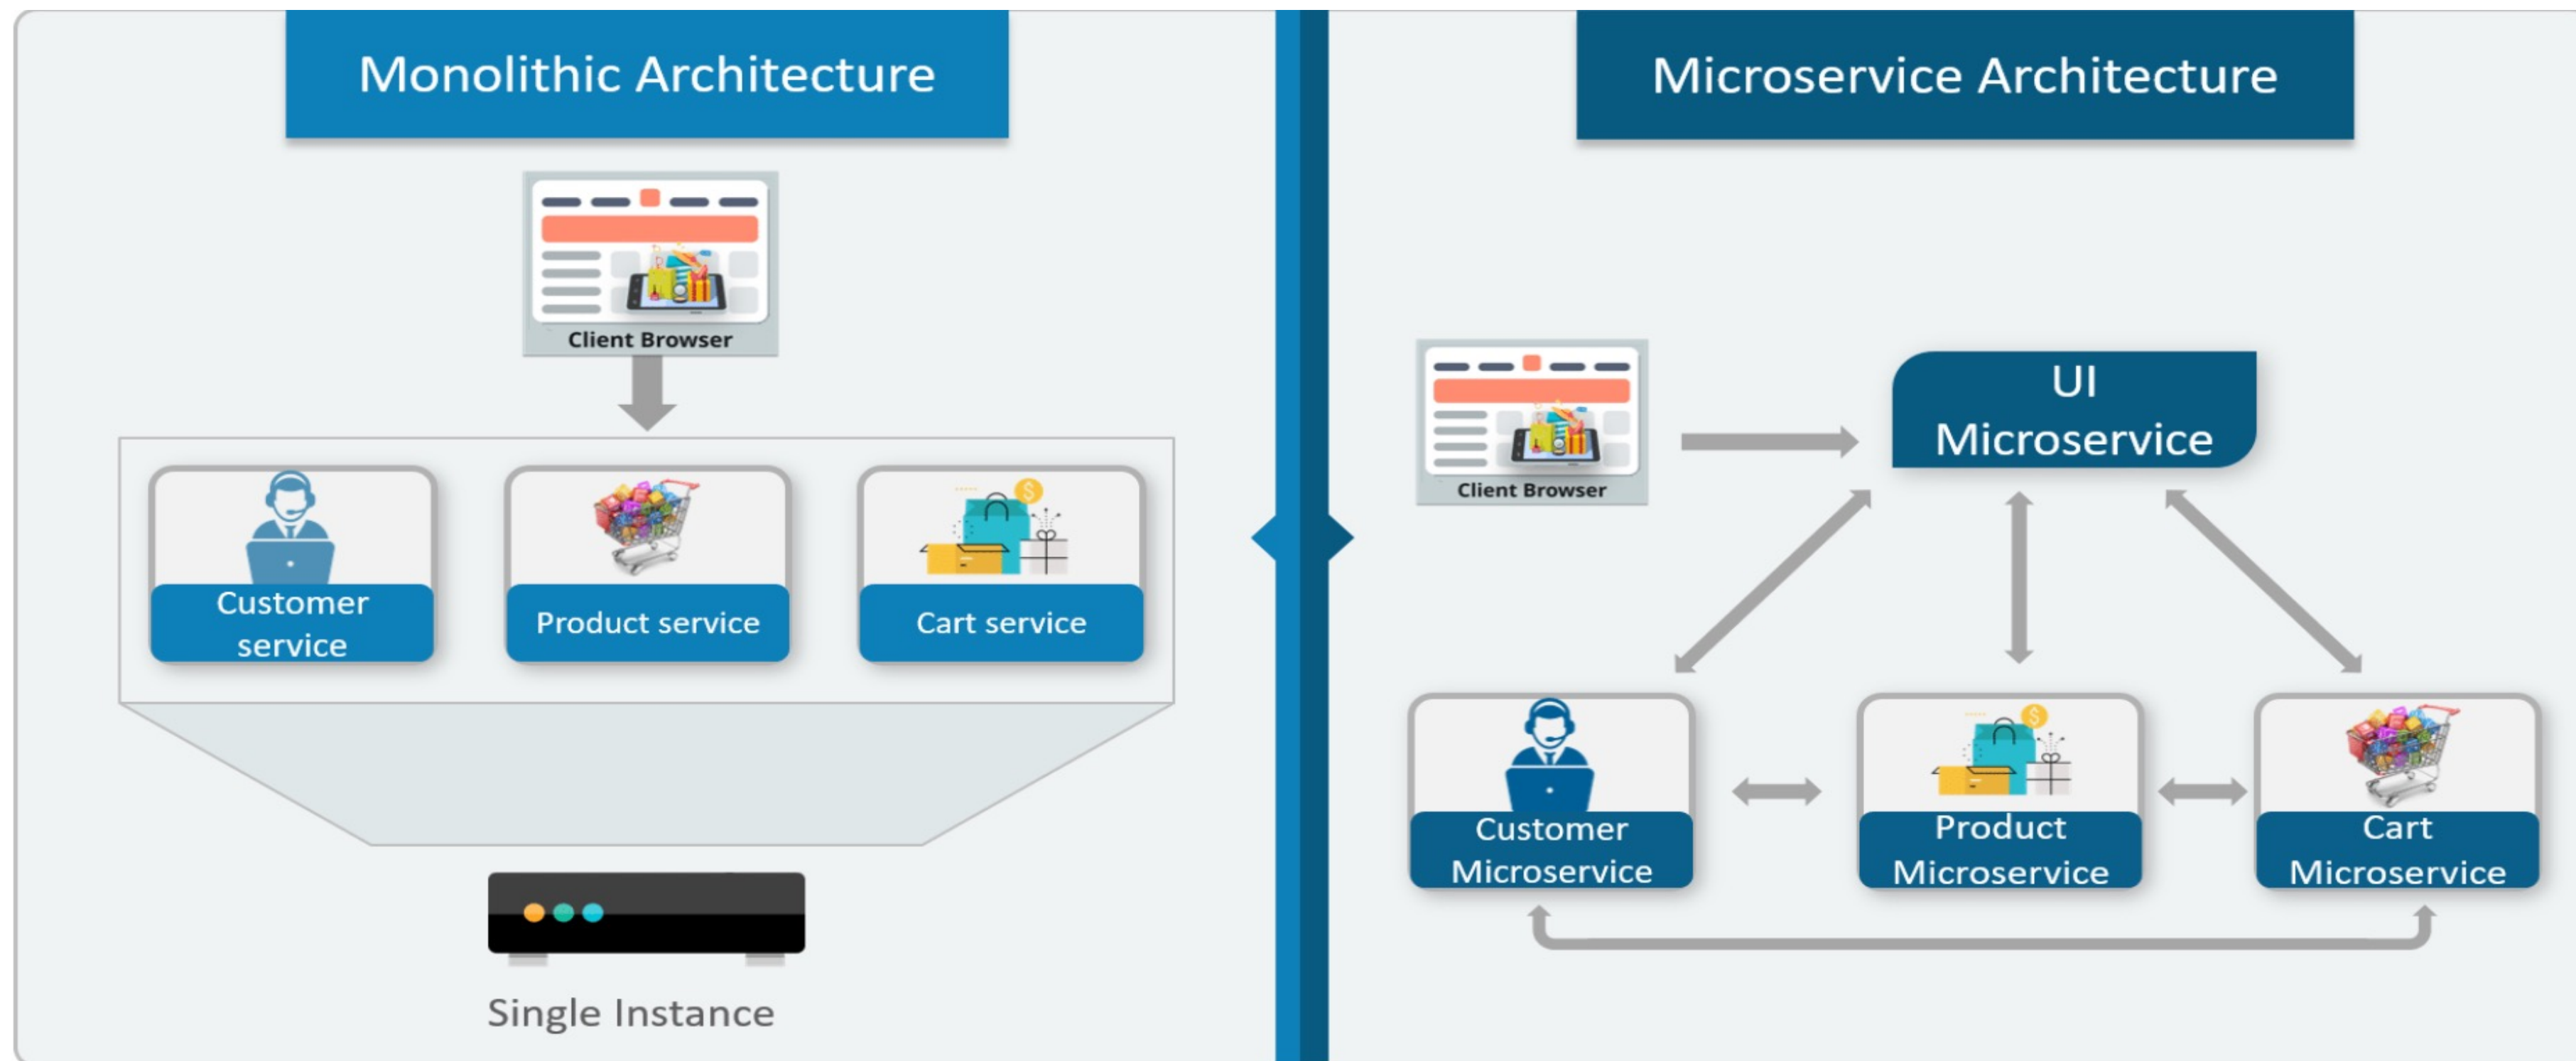 Monolithic Architecture
Client Browser
Customer
service
Product service
Cart service
Single Instance
Microservice Architecture
Client Browser
UI
Microservice
Customer
Microservice
Product
Microservice
Cart
Microservice